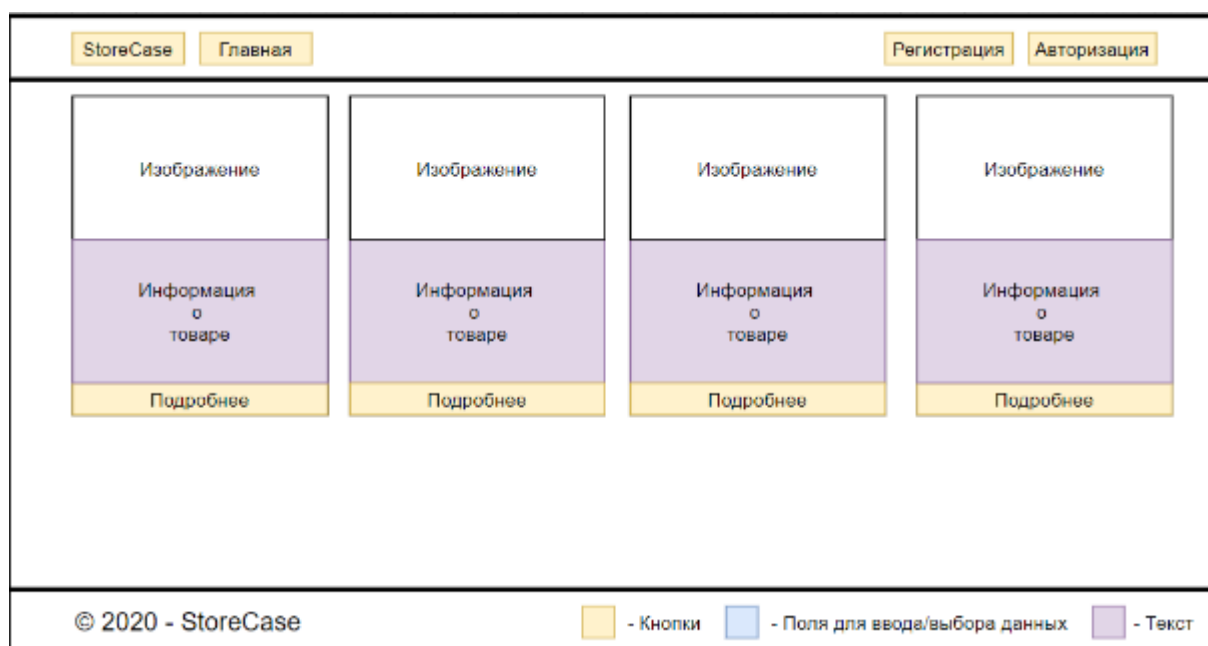 StoreCase Главная Регистрация Авторизация
Изображение Изображение Изображение Изображение
Информация Информация Информация Информация
о о о о
товаре товаре товаре товаре
Подробнее Подробнее Подробнее Подробнее
© 2020 - StoreCase - Кнопки - Поля для ввода/выбора данных - Текст